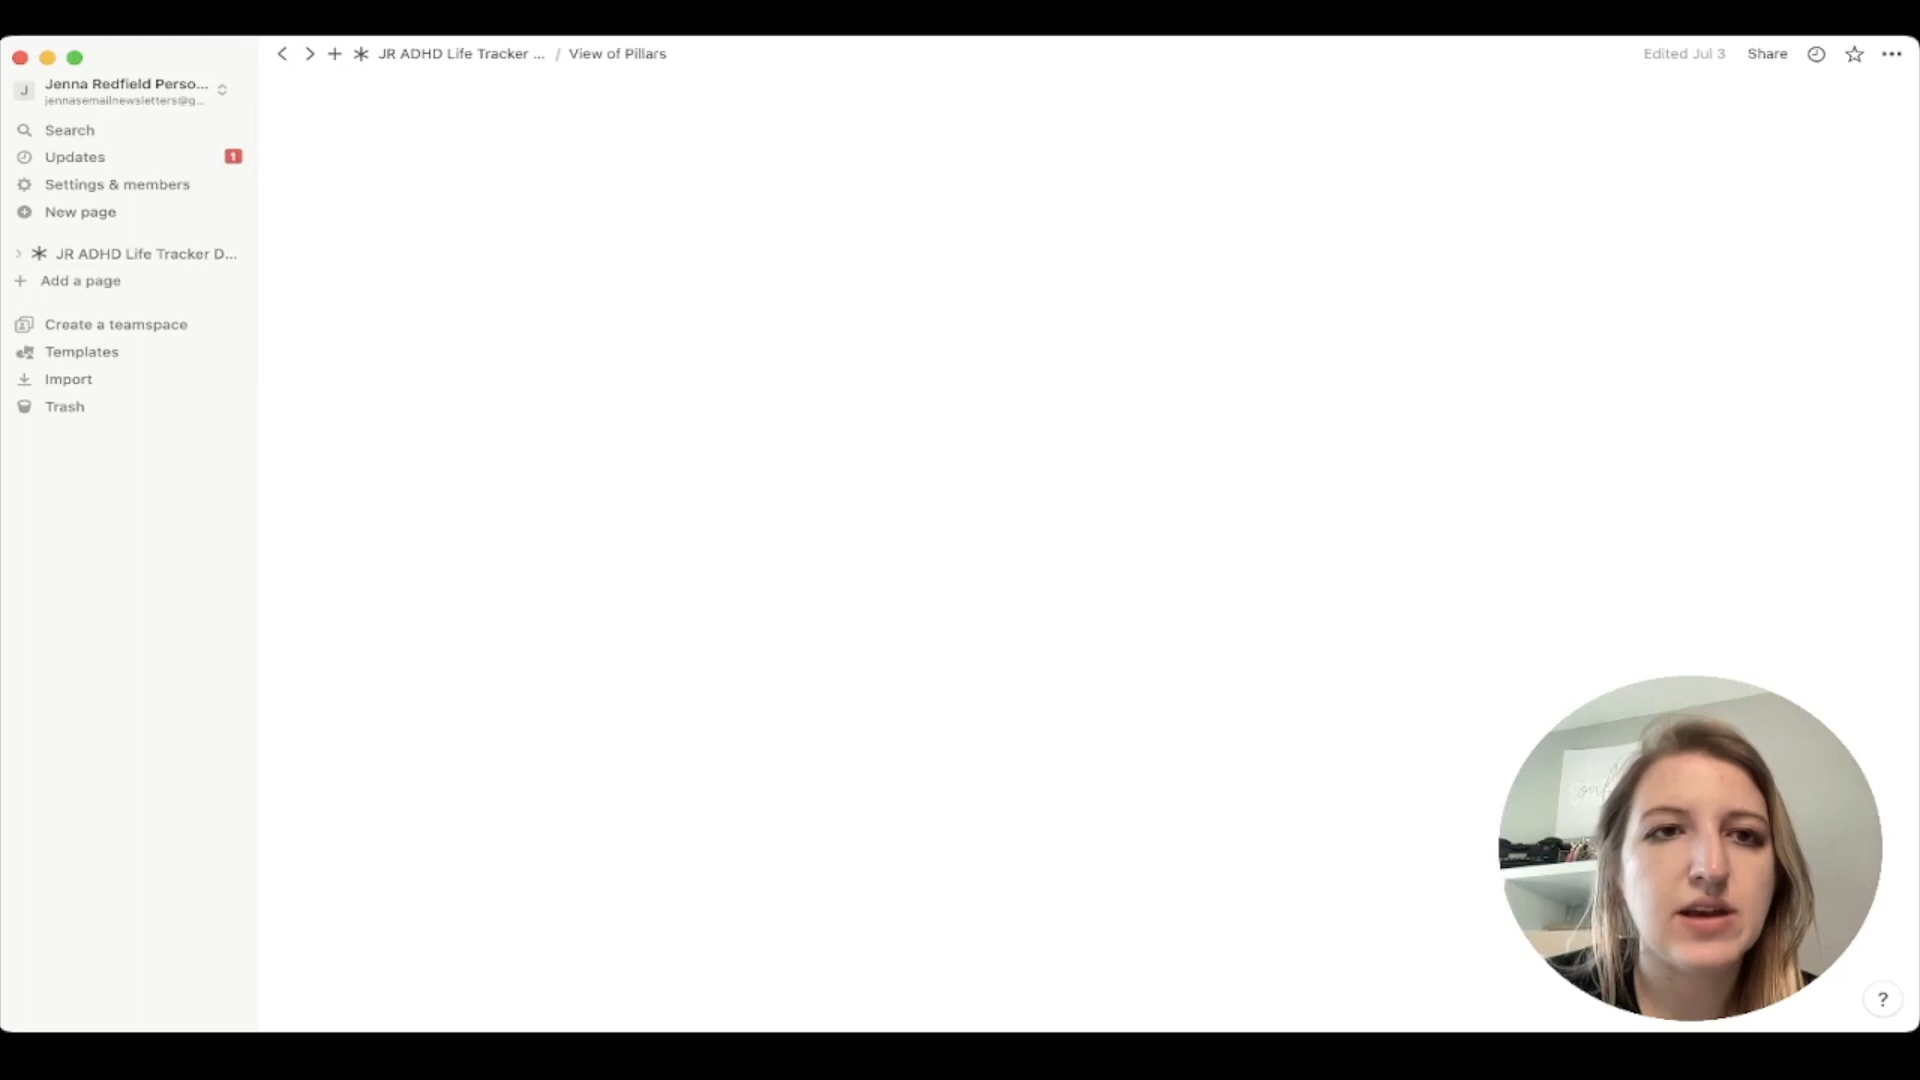 JR ADHD Life Tracker ... / View of Pillars
Edited Jul 3 Share
J
Jenna Redfield Perso...
jennasemailnewsletters@g...
Search
Updates 1
Settings & members
New page
JR ADHD Life Tracker D...
Add a page
Create a teamspace
Templates
Import
Trash
?